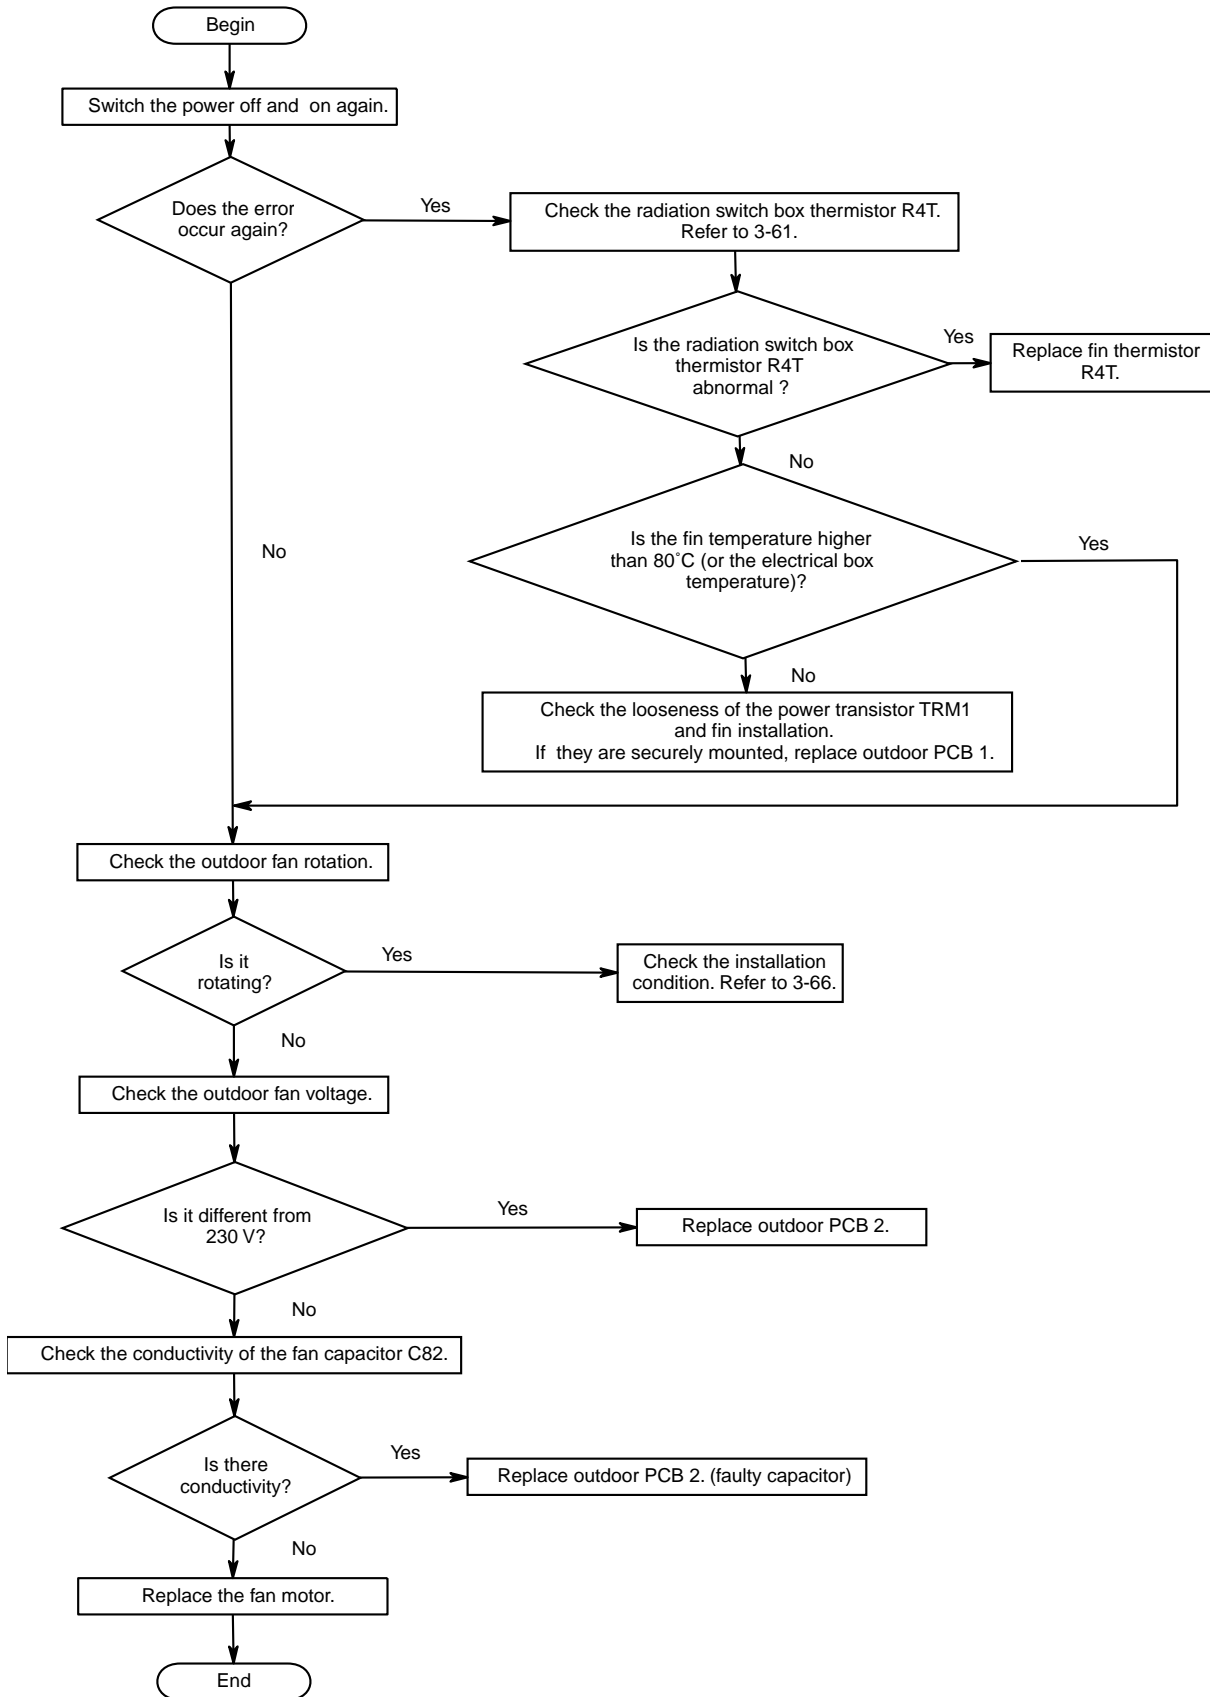 Begin
Switch the power off and on again.
Does the error
occur again?
Yes
Check the radiation switch box thermistor R4T.
Refer to 3-61.
Is the radiation switch box
thermistor R4T
abnormal ?
Yes
Replace fin thermistor
R4T.
No
Is the fin temperature higher
than 80˚C (or the electrical box
temperature)?
Yes
No
No
Check the looseness of the power transistor TRM1
and fin installation.
If they are securely mounted, replace outdoor PCB 1.
Check the outdoor fan rotation.
Is it
rotating?
Yes
Check the installation
condition. Refer to 3-66.
No
Check the outdoor fan voltage.
Is it different from
230 V?
Yes
Replace outdoor PCB 2.
No
Check the conductivity of the fan capacitor C82.
Is there
conductivity?
Yes
Replace outdoor PCB 2. (faulty capacitor)
No
Replace the fan motor.
End